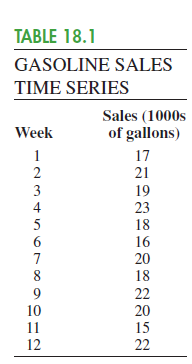 TABLE 18.1
GASOLINE SALES
TIME SERIES
Sales (1000s
Week of gallons)
1 17
2 21
3 19
4 23
5 18
6 16
7 20
8 18
9 22
10 20
11 15
12 22